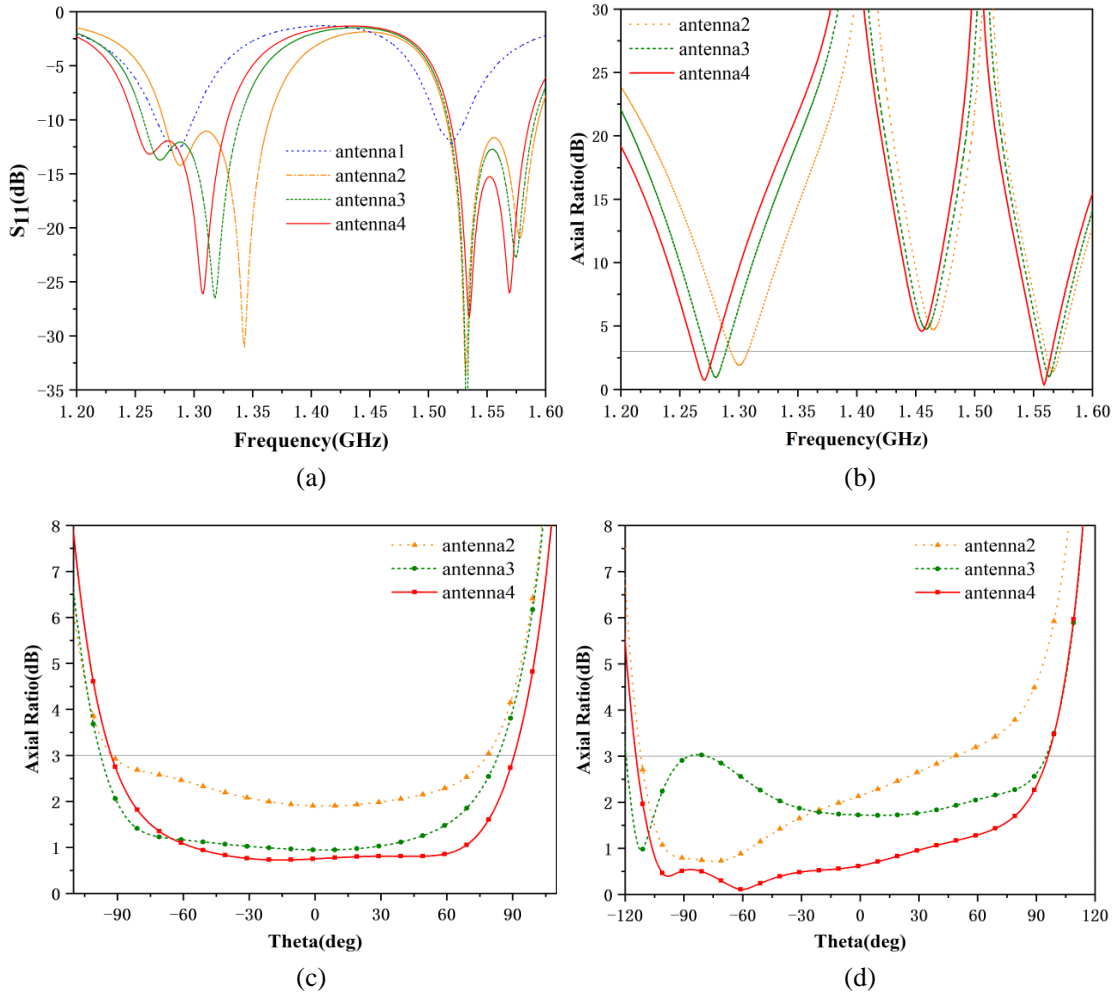 0
−5
−10
−15
−20
−25
−30
−35
S11(dB)
antenna1
antenna2
antenna3
antenna4
1.20
1.25
1.30
1.35
1.40
1.45
1.50
1.55
1.60
Frequency(GHz)
(a)
30
25
20
15
10
5
0
Axial Ratio(dB)
antenna2
antenna3
antenna4
1.20
1.25
1.30
1.35
1.40
1.45
1.50
1.55
1.60
Frequency(GHz)
(b)
8
7
6
5
4
3
2
1
0
Axial Ratio(dB)
antenna2
antenna3
antenna4
−90
−60
−30
0
30
60
90
Theta(deg)
(c)
8
7
6
5
4
3
2
1
0
Axial Ratio(dB)
antenna2
antenna3
antenna4
−120
−90
−60
−30
0
30
60
90
120
Theta(deg)
(d)